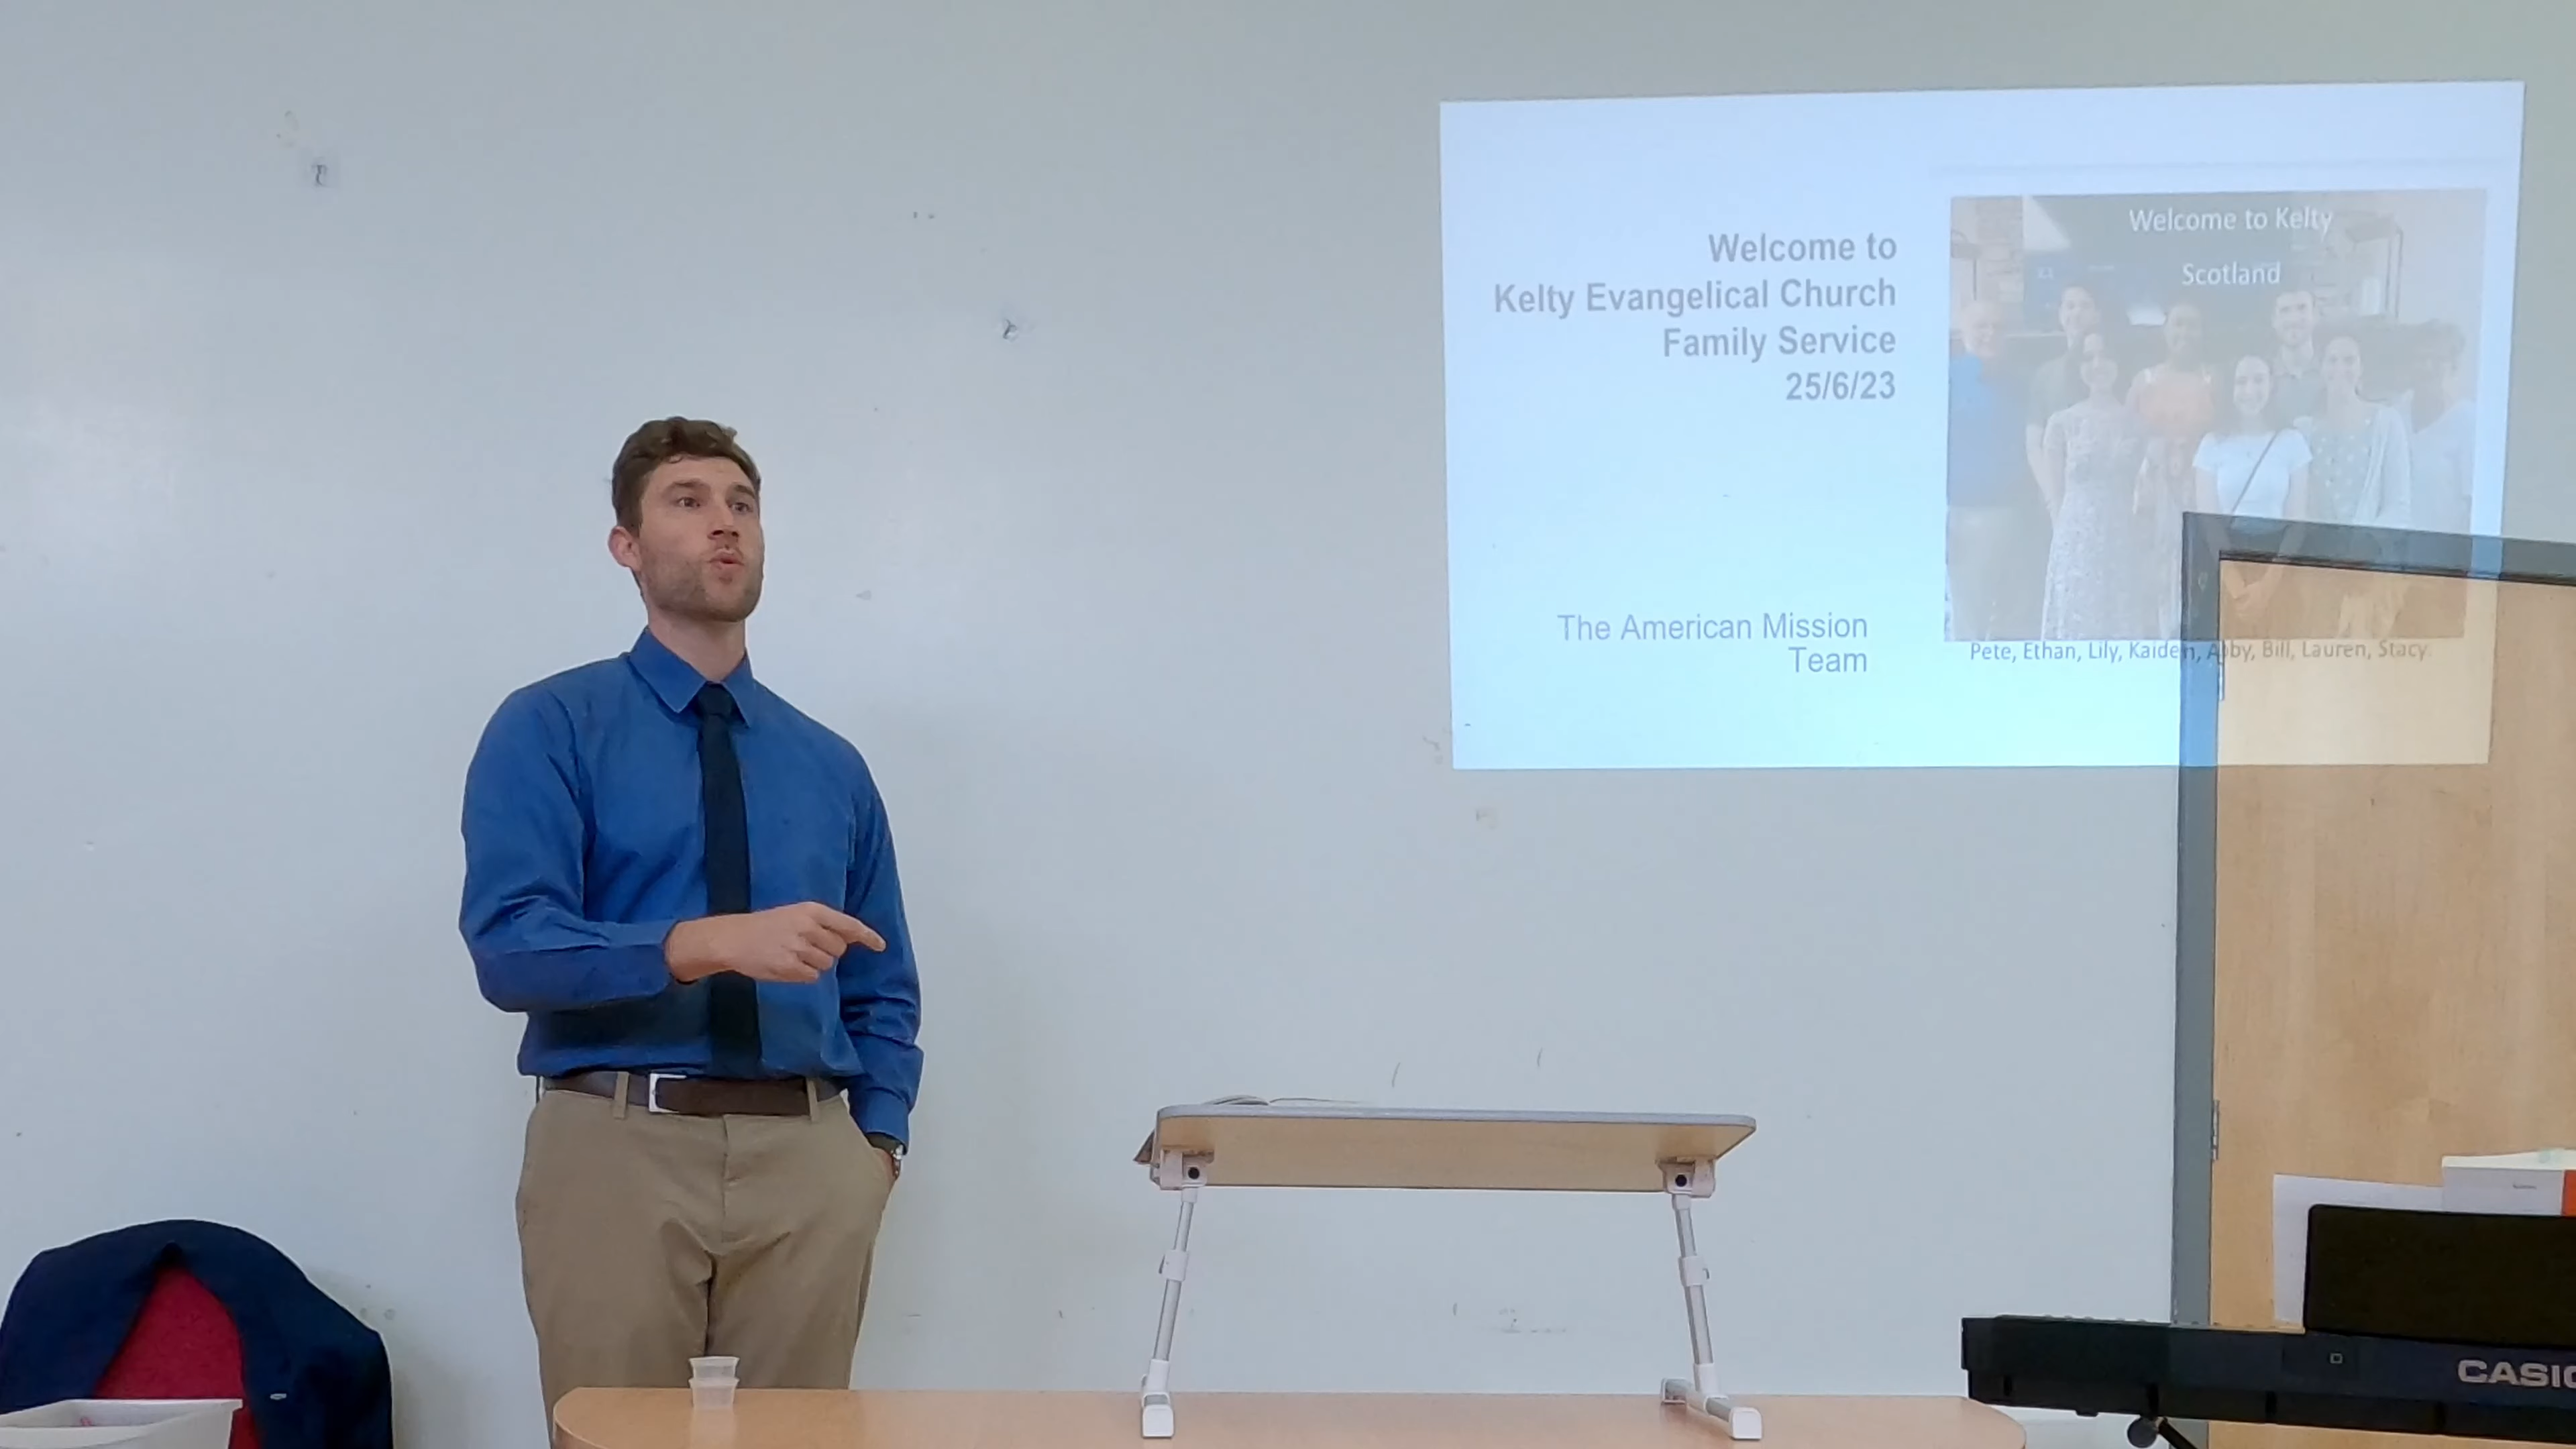 Welcome to
Kelty Evangelical Church
Family Service
25/6/23
The American Mission
Team
Welcome to Kelty
Scotland
Pete, Ethan, Lily, Kaiden, Abby, Bill, Lauren, Stacy